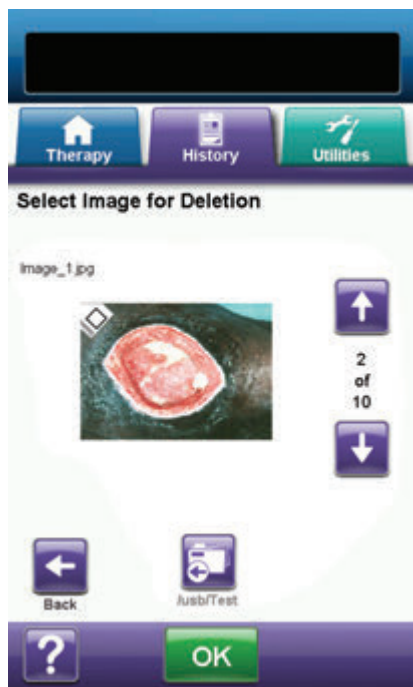 Therapy
History
Utilities
Select Image for Deletion
Image_1.jpg
2
of
10
Back
/usb/Test
?
OK